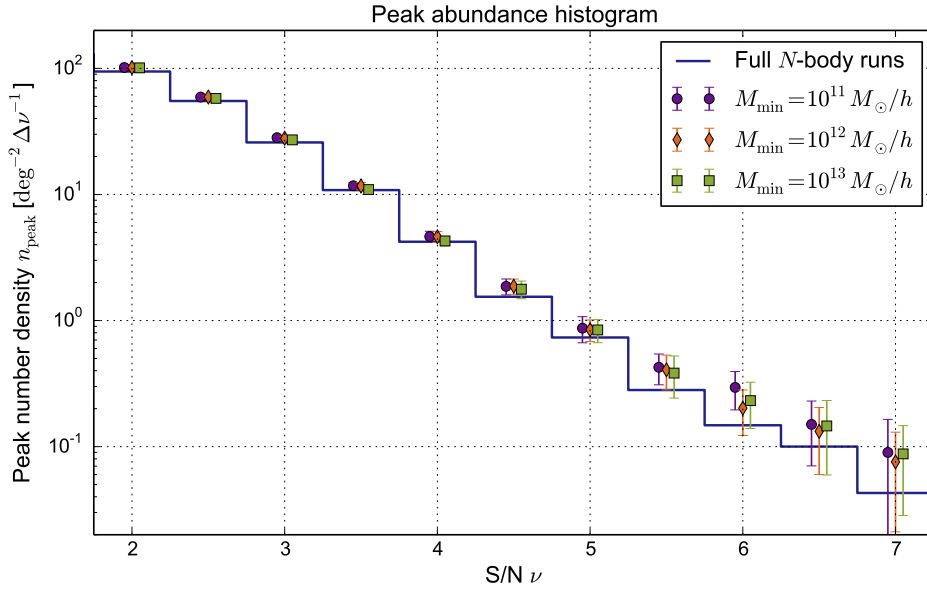 Peak abundance histogram
Full N-body runs
M_min = 10^11 M_⊙/h
M_min = 10^12 M_⊙/h
M_min = 10^13 M_⊙/h
Peak number density n_peak [deg^−2 Δν^−1]
10^2
10^1
10^0
10^−1
2 3 4 5 6 7
S/N ν